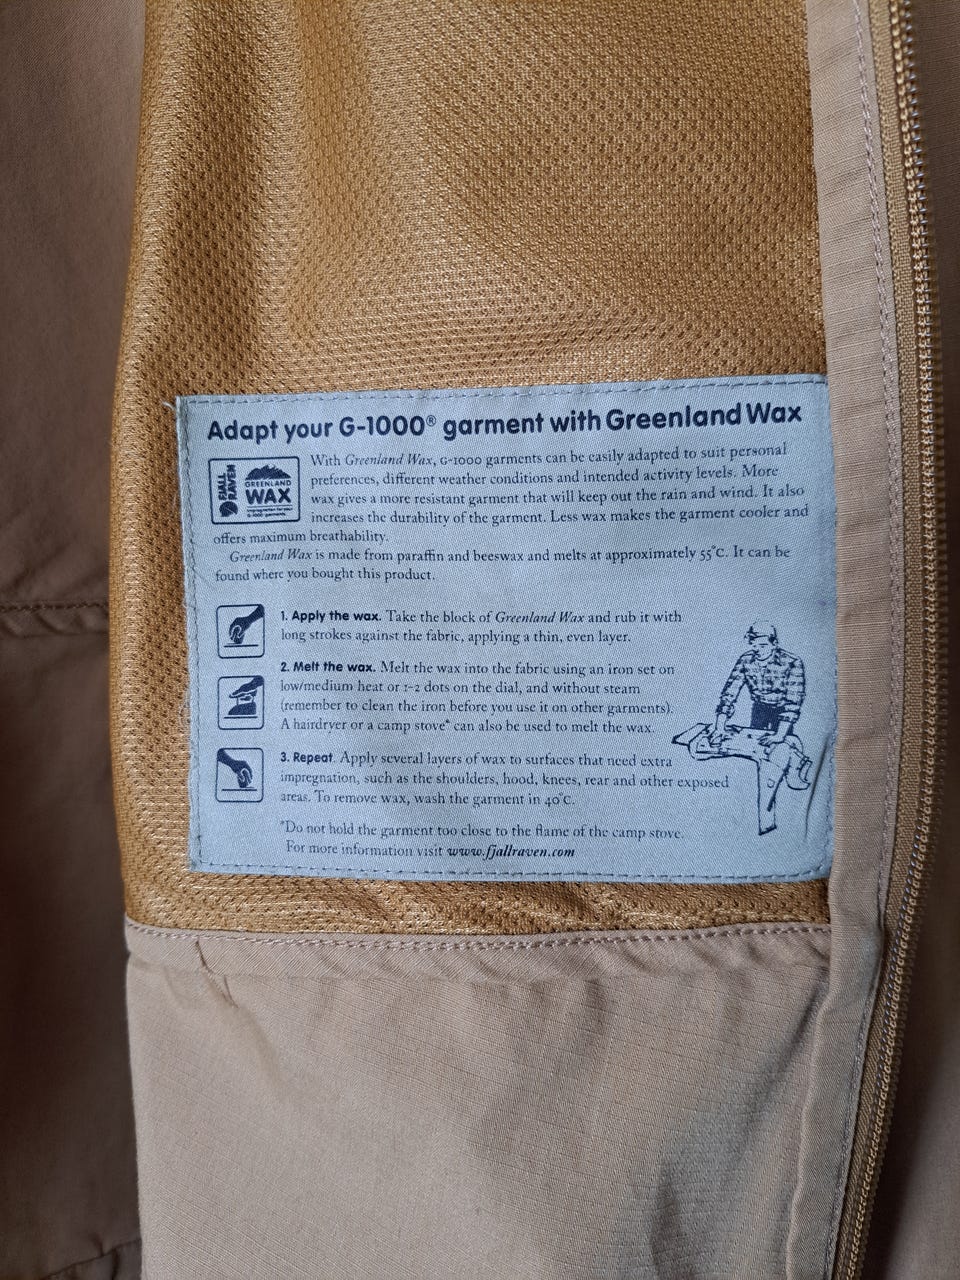 Adapt your G-1000® garment with Greenland Wax
FJÄLL
RÄVEN
GREENLAND
WAX
With Greenland Wax, G-1000 garments can be easily adapted to suit personal
preferences, different weather conditions and intended activity levels. More
wax gives a more resistant garment that will keep out the rain and wind. It also
increases the durability of the garment. Less wax makes the garment cooler and
offers maximum breathability.
Greenland Wax is made from paraffin and beeswax and melts at approximately 55°C. It can be
found where you bought this product.
1. Apply the wax. Take the block of Greenland Wax and rub it with
long strokes against the fabric, applying a thin, even layer.
2. Melt the wax. Melt the wax into the fabric using an iron set on
low/medium heat or 1-2 dots on the dial, and without steam
(remember to clean the iron before you use it on other garments).
A hairdryer or a camp stove* can also be used to melt the wax.
3. Repeat. Apply several layers of wax to surfaces that need extra
impregnation, such as the shoulders, hood, knees, rear and other exposed
areas. To remove wax, wash the garment in 40°C.
*Do not hold the garment too close to the flame of the camp stove.
For more information visit www.fjallraven.com